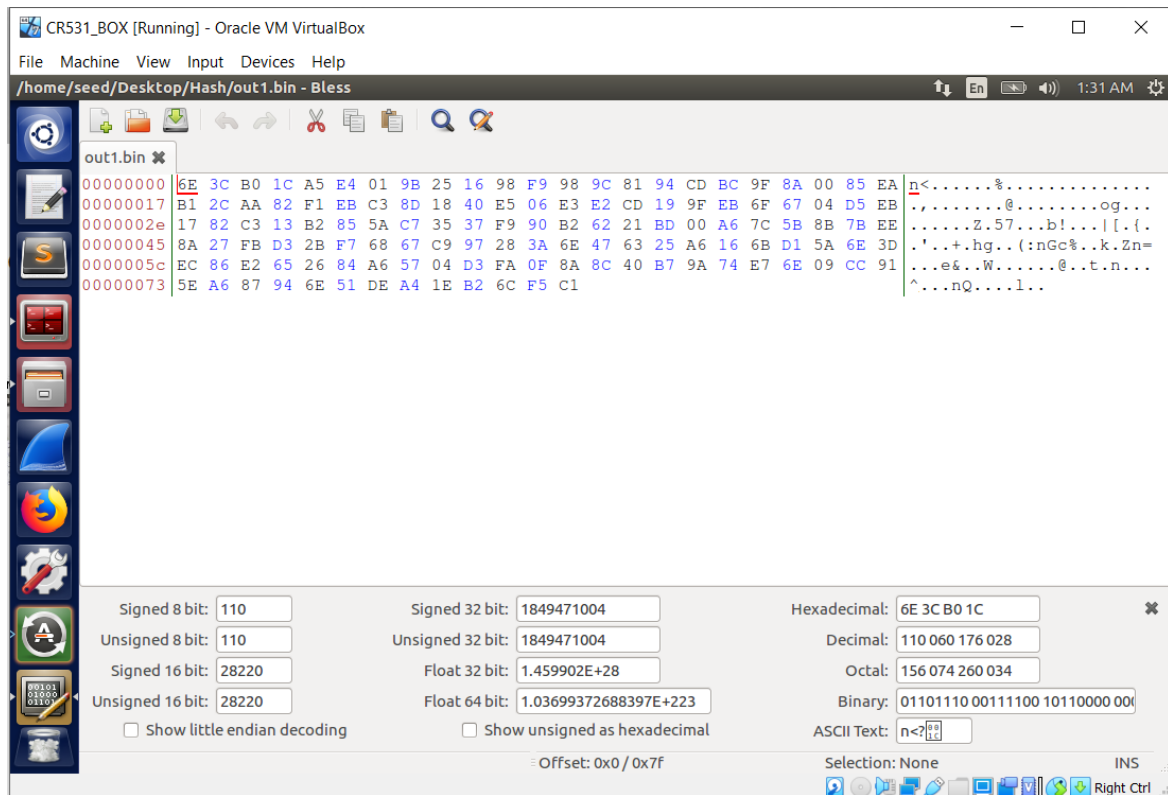 CR531_BOX [Running] - Oracle VM VirtualBox
File Machine View Input Devices Help
/home/seed/Desktop/Hash/out1.bin - Bless
En 1:31 AM
out1.bin
00000000 6E 3C B0 1C A5 E4 01 9B 25 16 98 F9 98 9C 81 94 CD BC 9F 8A 00 85 EA n<......%..............
00000017 B1 2C AA 82 F1 EB C3 8D 18 40 E5 06 E3 E2 CD 19 9F EB 6F 67 04 D5 EB .,.......@........og...
0000002e 17 82 C3 13 B2 85 5A C7 35 37 F9 90 B2 62 21 BD 00 A6 7C 5B 8B 7B EE ......Z.57...b!...|[.{.
00000045 8A 27 FB D3 2B F7 68 67 C9 97 28 3A 6E 47 63 25 A6 16 6B D1 5A 6E 3D .'..+.hg..(:nGc%..k.Zn=
0000005c EC 86 E2 65 26 84 A6 57 04 D3 FA 0F 8A 8C 40 B7 9A 74 E7 6E 09 CC 91 ...e&..W......@..t.n...
00000073 5E A6 87 94 6E 51 DE A4 1E B2 6C F5 C1 ^...nQ....l..
Signed 8 bit: 110 Signed 32 bit: 1849471004 Hexadecimal: 6E 3C B0 1C
Unsigned 8 bit: 110 Unsigned 32 bit: 1849471004 Decimal: 110 060 176 028
Signed 16 bit: 28220 Float 32 bit: 1.459902E+28 Octal: 156 074 260 034
Unsigned 16 bit: 28220 Float 64 bit: 1.03699372688397E+223 Binary: 01101110 00111100 10110000 000
Show little endian decoding Show unsigned as hexadecimal ASCII Text: n<?
Offset: 0x0 / 0x7f Selection: None INS
Right Ctrl